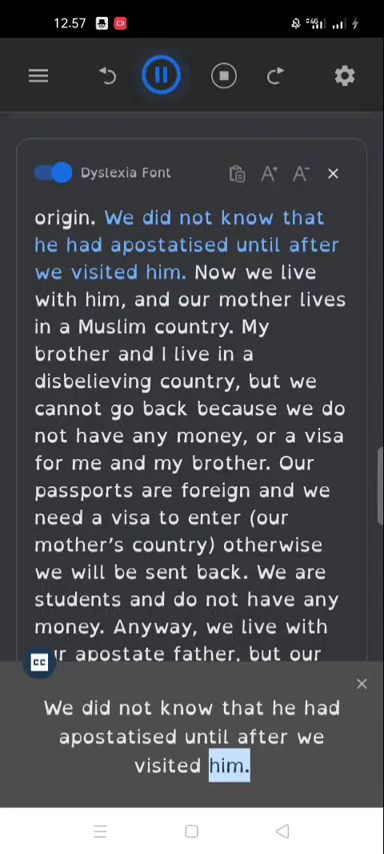 12.57
Dyslexia Font
A+ A-
origin. We did not know that
he had apostatised until after
we visited him. Now we live
with him, and our mother lives
in a Muslim country. My
brother and I live in a
disbelieving country, but we
cannot go back because we do
not have any money, or a visa
for me and my brother. Our
passports are foreign and we
need a visa to enter (our
mother's country) otherwise
we will be sent back. We are
students and do not have any
money. Anyway, we live with
our apostate father, but our
CC
We did not know that he had
apostatised until after we
visited him.